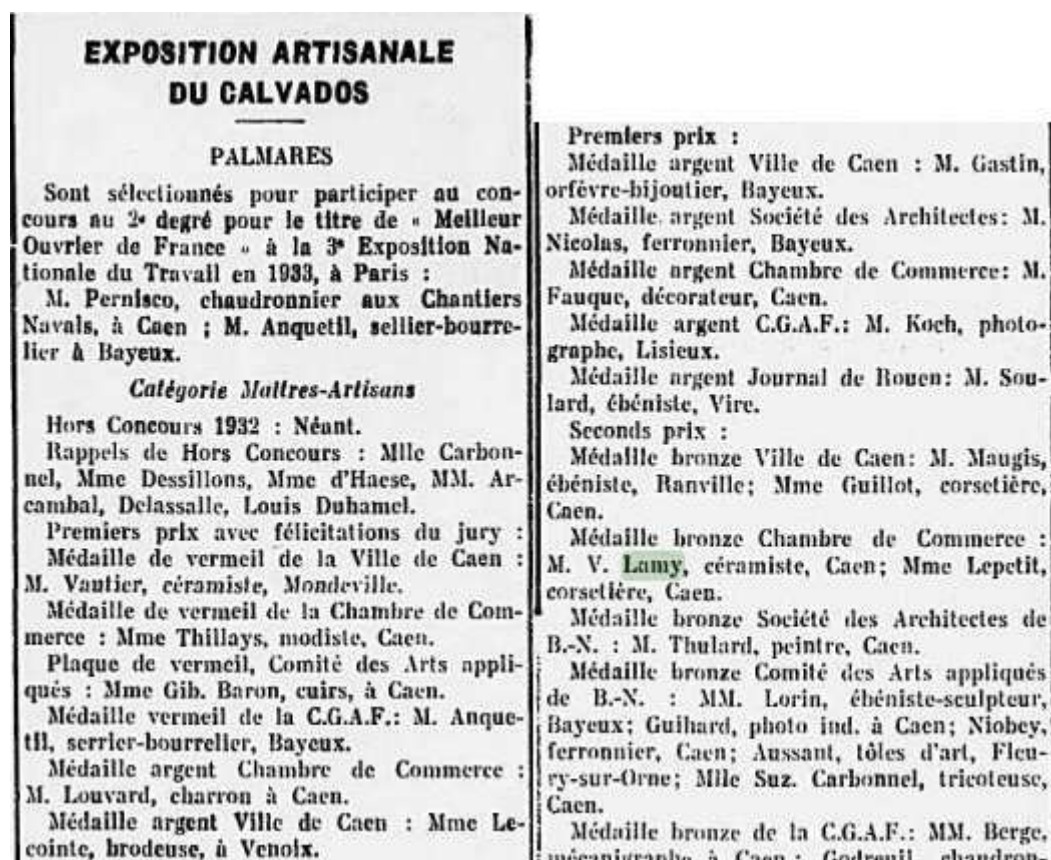 EXPOSITION ARTISANALE
DU CALVADOS
PALMARES
Sont sélectionnés pour participer au con-
cours au 2e degré pour le titre de « Meilleur
Ouvrier de France » à la 3e Exposition Na-
tionale du Travail en 1933, à Paris :
M. Pernisco, chaudronnier aux Chantiers
Navals, à Caen ; M. Anquetil, sellier-bourre-
lier à Bayeux.
Catégorie Maîtres-Artisans
Hors Concours 1932 : Néant.
Rappels de Hors Concours : Mlle Carbon-
nel, Mme Dessillons, Mme d'Haese, MM. Ar-
cambal, Delassalle, Louis Duhamel.
Premiers prix avec félicitations du jury :
Médaille de vermeil de la Ville de Caen :
M. Vautier, céramiste, Mondeville.
Médaille de vermeil de la Chambre de Com-
merce : Mme Thillays, modiste, Caen.
Plaque de vermeil, Comité des Arts appli-
qués : Mme Gib. Baron, cuirs, à Caen.
Médaille vermeil de la C.G.A.F.: M. Anque-
til, serrier-bourrelier, Bayeux.
Médaille argent Chambre de Commerce :
M. Louvard, charron à Caen.
Médaille argent Ville de Caen : Mme Le-
cointe, brodeuse, à Venoix.
Premiers prix :
Médaille argent Ville de Caen : M. Gastin,
orfèvre-bijoutier, Bayeux.
Médaille argent Société des Architectes: M.
Nicolas, ferronnier, Bayeux.
Médaille argent Chambre de Commerce: M.
Fauque, décorateur, Caen.
Médaille argent C.G.A.F.: M. Koch, photo-
graphe, Lisieux.
Médaille argent Journal de Rouen: M. Sou-
lard, ébéniste, Vire.
Seconds prix :
Médaille bronze Ville de Caen: M. Maugis,
ébéniste, Ranville; Mme Guillot, corsetière,
Caen.
Médaille bronze Chambre de Commerce :
M. V. Lamy, céramiste, Caen; Mme Lepetit,
corsetière, Caen.
Médaille bronze Société des Architectes de
B.-N. : M. Thulard, peintre, Caen.
Médaille bronze Comité des Arts appliqués
de B.-N. : MM. Lorin, ébéniste-sculpteur,
Bayeux; Guilhard, photo ind. à Caen; Niobey,
ferronnier, Caen; Aussant, tôles d'art, Fleu-
ry-sur-Orne; Mlle Suz. Carbonnel, tricoteuse,
Caen.
Médaille bronze de la C.G.A.F.: MM. Berge,
mécanigraphe à Caen; Godreuil, chaudron-